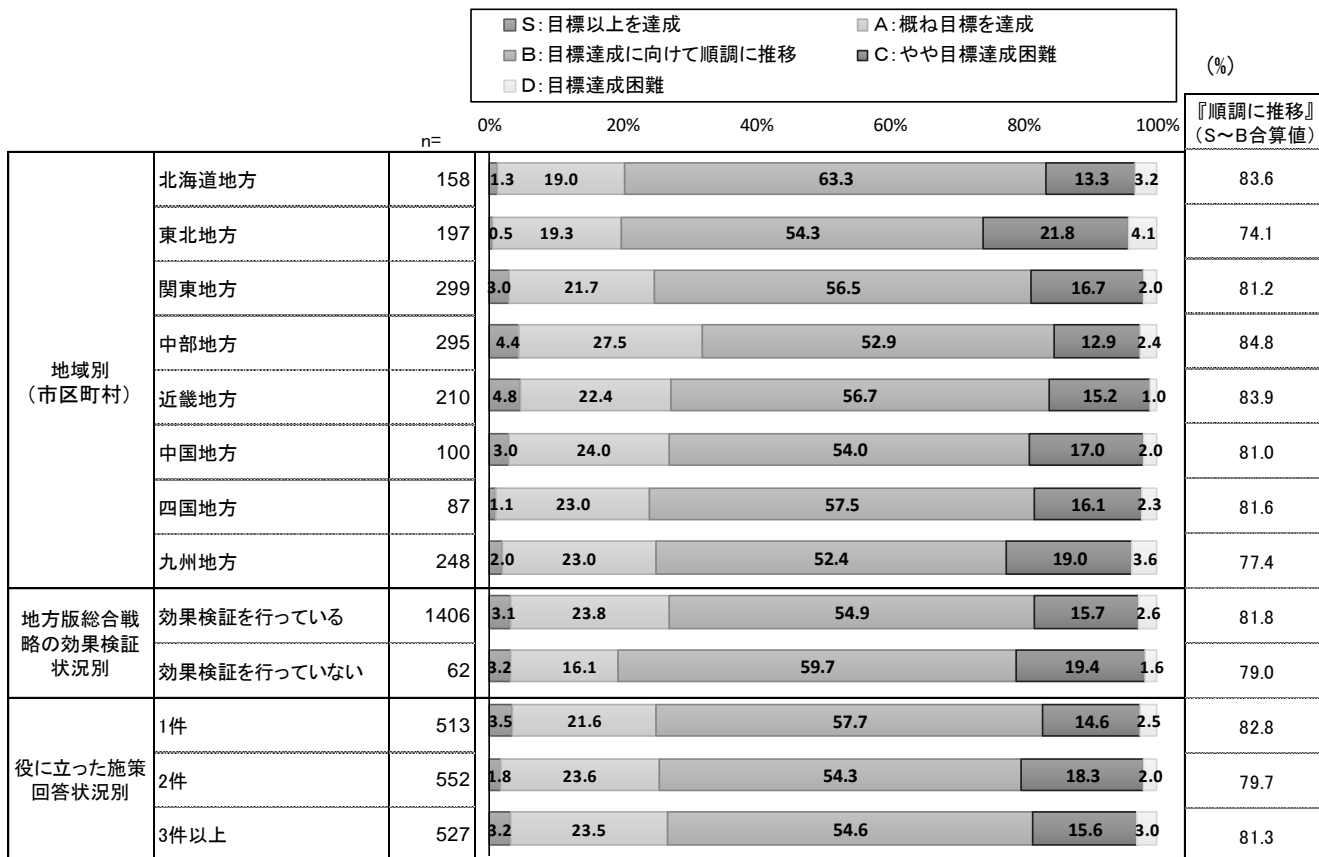 S:目標以上を達成 A:概ね目標を達成
B:目標達成に向けて順調に推移 C:やや目標達成困難
D:目標達成困難
(%)
『順調に推移』
(S～B合算値)
n= 0% 20% 40% 60% 80% 100%
地域別
(市区町村)
北海道地方 158 1.3 19.0 63.3 13.3 3.2 83.6
東北地方 197 0.5 19.3 54.3 21.8 4.1 74.1
関東地方 299 3.0 21.7 56.5 16.7 2.0 81.2
中部地方 295 4.4 27.5 52.9 12.9 2.4 84.8
近畿地方 210 4.8 22.4 56.7 15.2 1.0 83.9
中国地方 100 3.0 24.0 54.0 17.0 2.0 81.0
四国地方 87 1.1 23.0 57.5 16.1 2.3 81.6
九州地方 248 2.0 23.0 52.4 19.0 3.6 77.4
地方版総合戦
略の効果検証
状況別
効果検証を行っている 1406 3.1 23.8 54.9 15.7 2.6 81.8
効果検証を行っていない 62 3.2 16.1 59.7 19.4 1.6 79.0
役に立った施策
回答状況別
1件 513 3.5 21.6 57.7 14.6 2.5 82.8
2件 552 1.8 23.6 54.3 18.3 2.0 79.7
3件以上 527 3.2 23.5 54.6 15.6 3.0 81.3